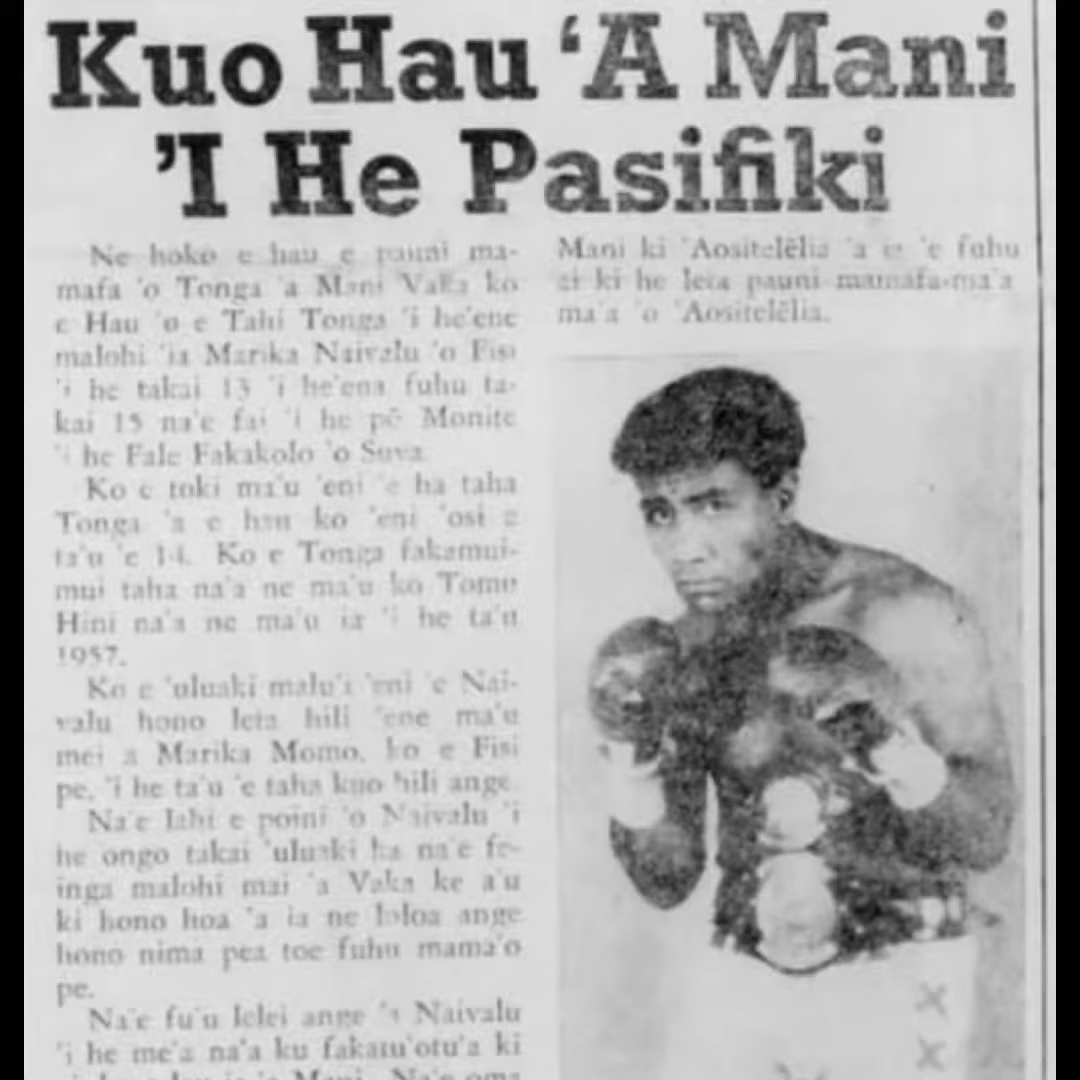 Kuo Hau ‘A Mani
’I He Pasifiki
Ne hoko e hau e pauni ma-
mafa 'o Tonga 'a Mani Vaka ko
e Hau 'o e Tahi Tonga 'i he'ene
malohi 'ia Marika Naivalu 'o Fisi
'i he takai 13 'i he'ena fuhu ta-
kai 15 na'e fai 'i he pē Monite
'i he Fale Fakakolo 'o Suva.
Ko e toki ma'u 'eni 'e ha taha
Tonga 'a e hau ko 'eni 'osi e
ta'u 'e 14. Ko e Tonga fakamui-
mui taha na'a ne ma'u ko Tomu
Hini na'a ne ma'u ia 'i he ta'u
1957.
Ko e 'uluaki malu'i 'eni 'e Nai-
valu hono leta hili 'ene ma'u
mei a Marika Momo, ko e Fisi
pe, 'i he ta'u 'e taha kuo hili ange.
Na'e lahi e poini 'o Naivalu 'i
he ongo takai 'uluaki ka na'e fe-
inga malohi mai 'a Vaka ke a'u
ki hono hoa 'a ia ne loloa ange
hono nima pea toe fuhu mama'o
pe.
Na'e fu'u lelei ange 'a Naivalu
'i he me'a na'a ku fakatu'otu'a ki
Mani. Na'e
Mani ki 'Aositelēlia 'a ia 'e fuhu
ai ki he leta pauni mamafa-ma'a
ma'a 'o 'Aositelēlia.